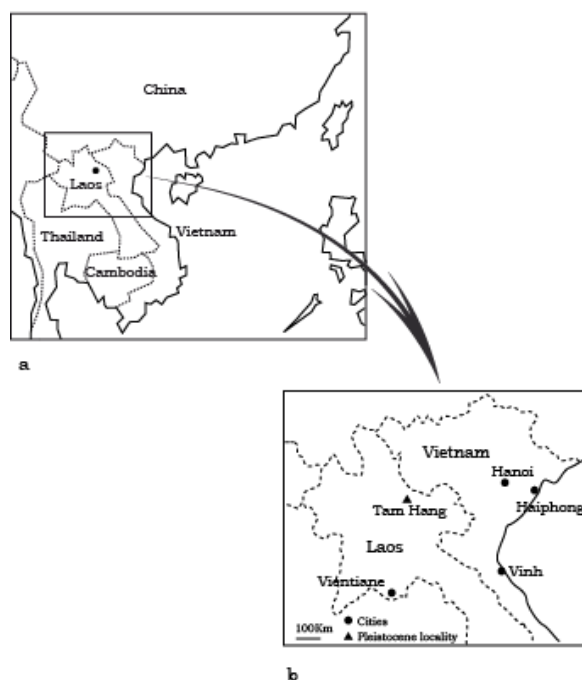 China
Laos
Thailand
Vietnam
Cambodia
a
Vietnam
Hanoi
Haiphong
Tam Hang
Laos
Vinh
Vientiane
Cities
100Km
Pleistocene locality
b